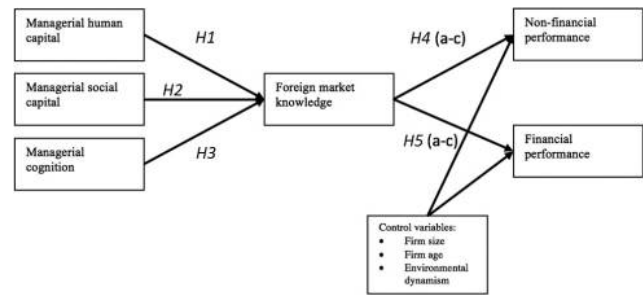 Managerial human
capital
H1
Managerial social
capital
H2
Managerial
cognition
H3
Foreign market
knowledge
H4 (a-c)
H5 (a-c)
Non-financial
performance
Financial
performance
Control variables:
• Firm size
• Firm age
• Environmental
dynamism